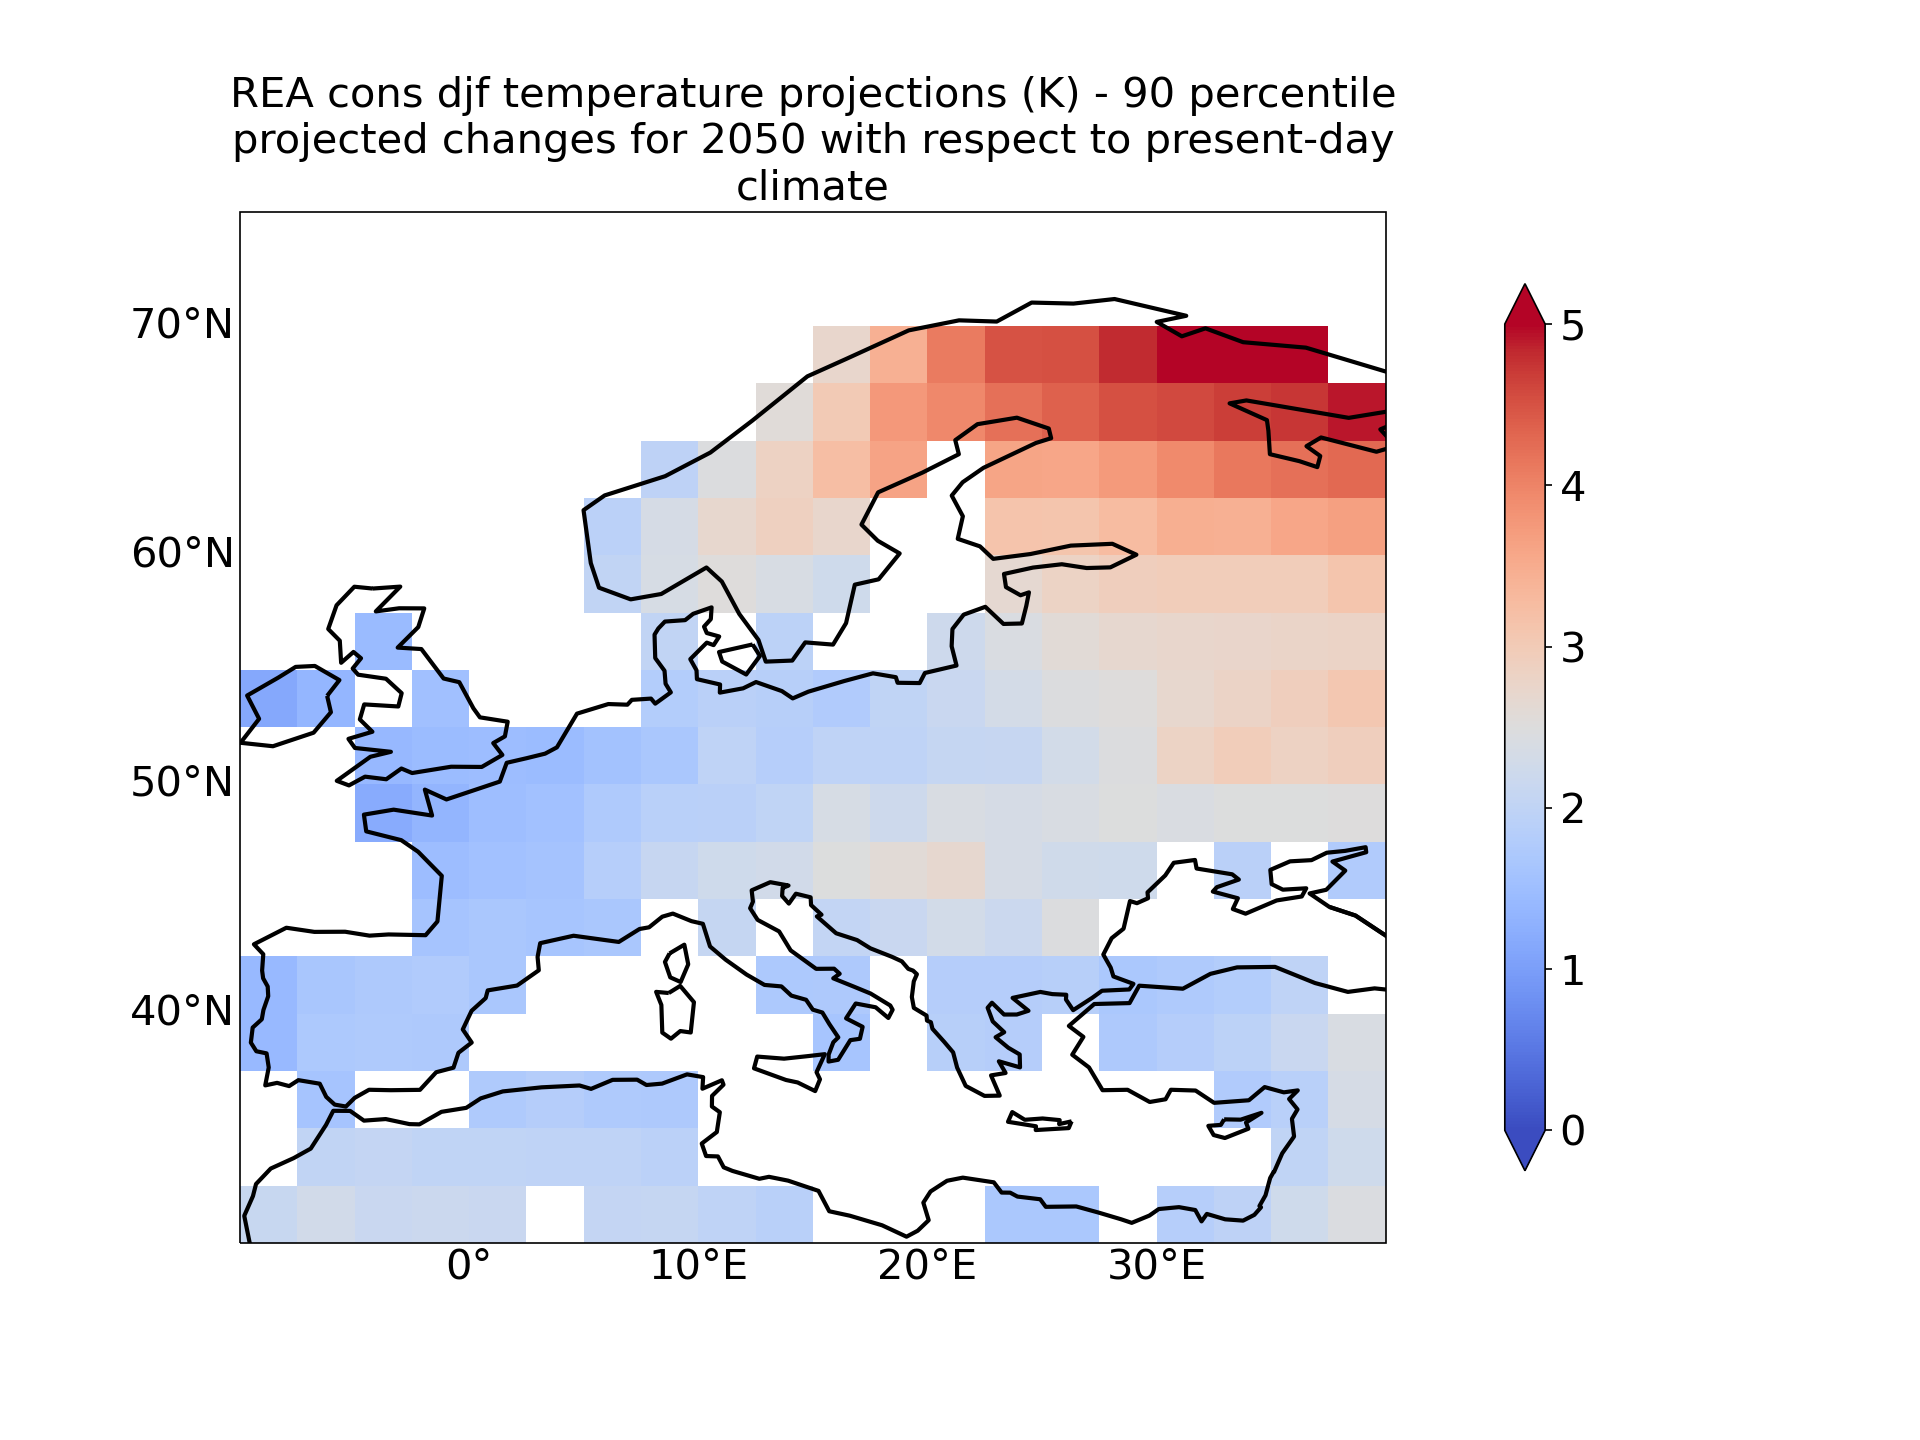 REA cons djf temperature projections (K) - 90 percentile
projected changes for 2050 with respect to present-day
climate
70°N
60°N
50°N
40°N
0°
10°E
20°E
30°E
5
4
3
2
1
0